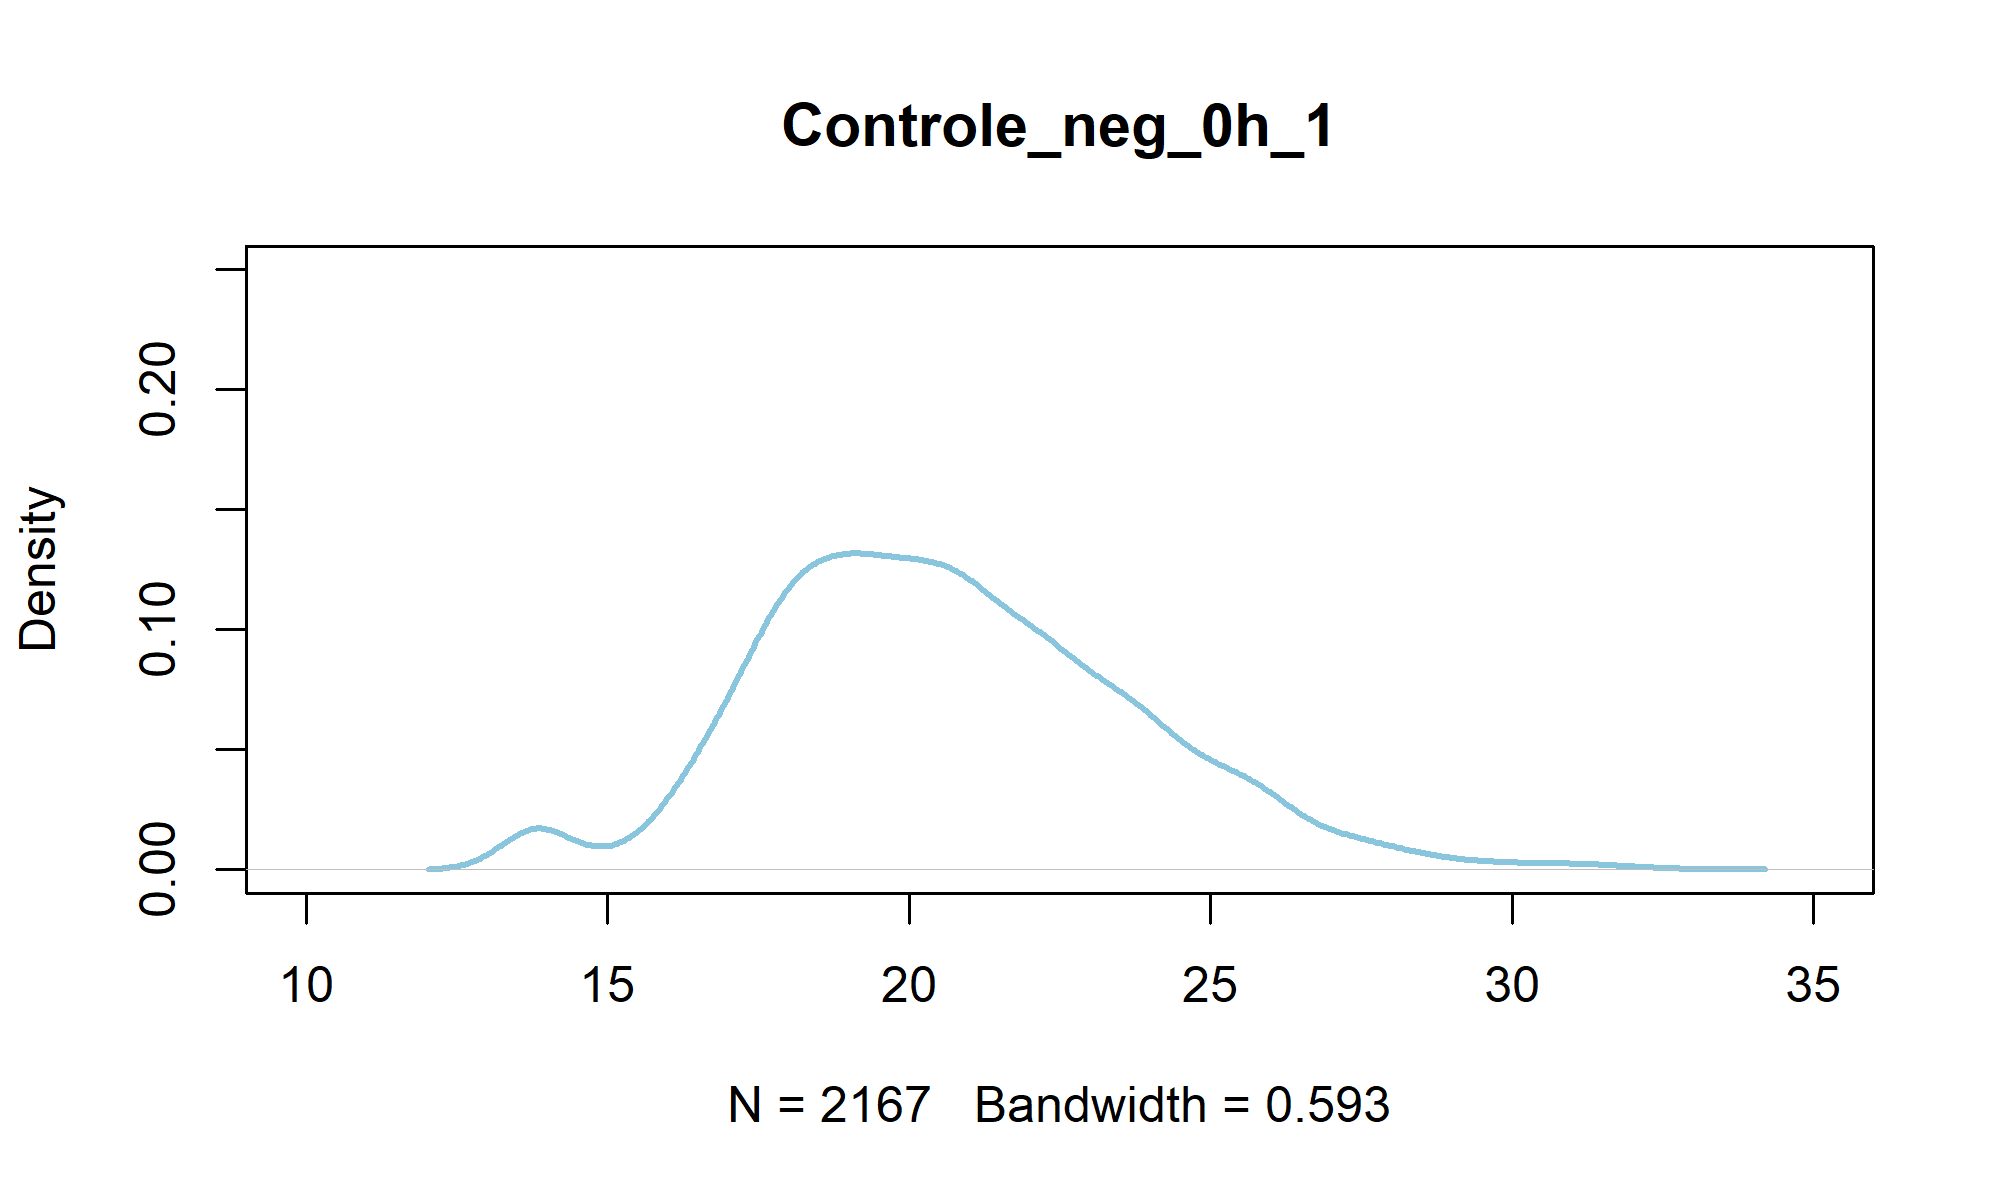 Controle_neg_0h_1
Density
0.20
0.10
0.00
10 15 20 25 30 35
N = 2167 Bandwidth = 0.593